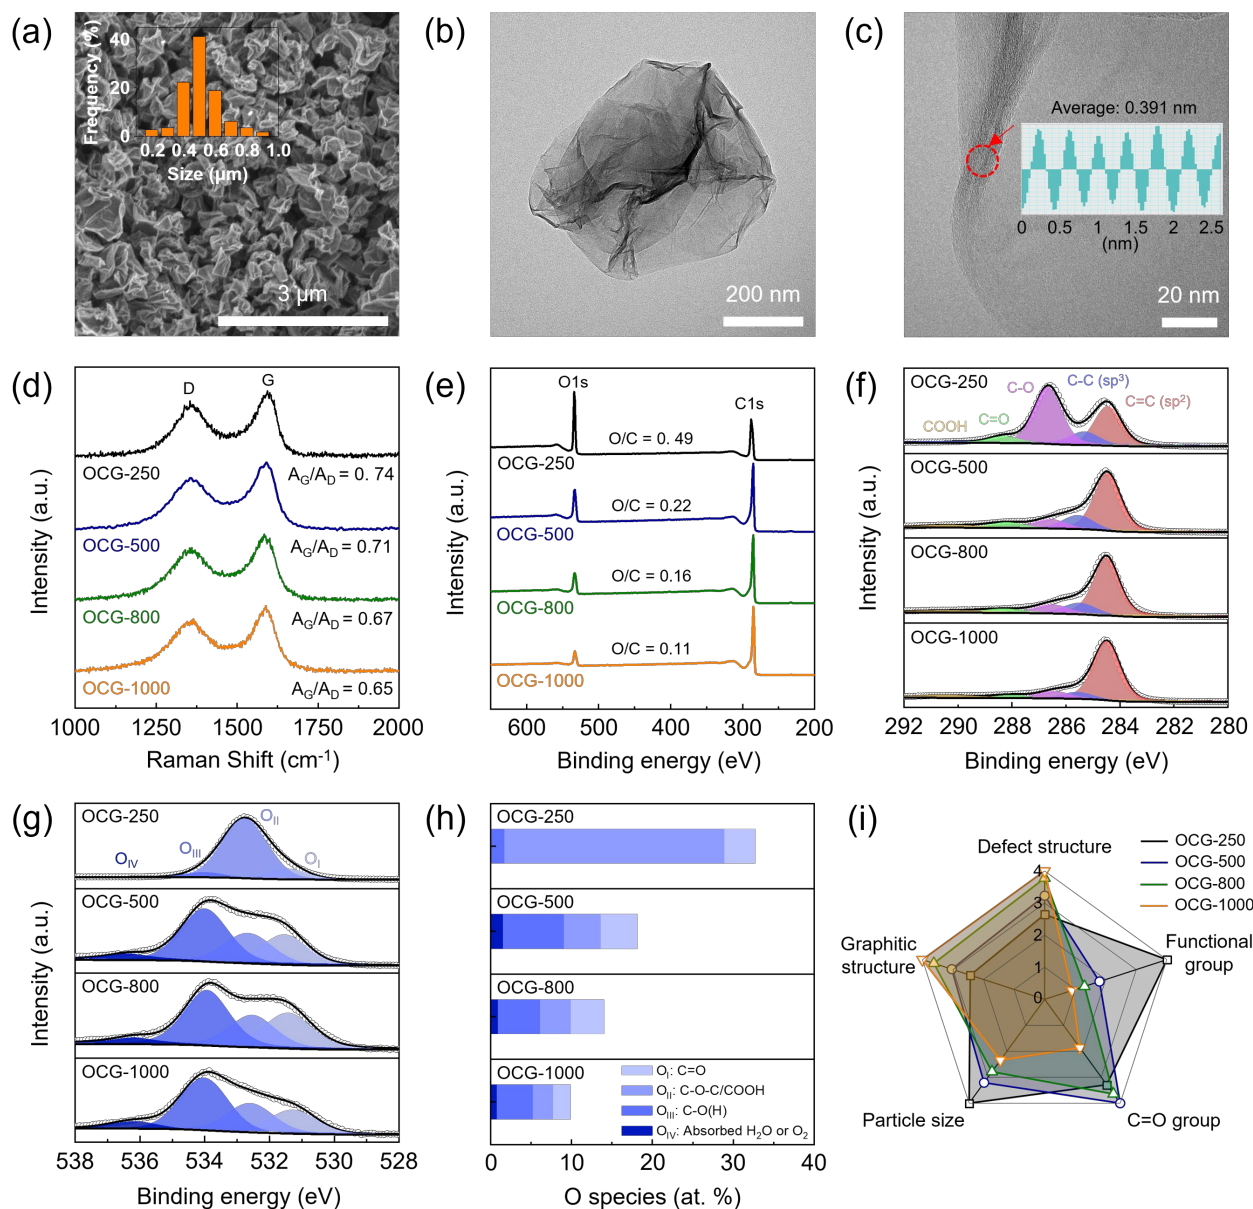 (a)
Frequency (%)
40
20
0
0.2 0.4 0.6 0.8 1.0
Size (µm)
3 µm
(b)
200 nm
(c)
Average: 0.391 nm
0 0.5 1 1.5 2 2.5
(nm)
20 nm
(d)
D
G
OCG-250
A_G/A_D = 0. 74
OCG-500
A_G/A_D = 0.71
OCG-800
A_G/A_D = 0.67
OCG-1000
A_G/A_D = 0.65
Intensity (a.u.)
1000 1250 1500 1750 2000
Raman Shift (cm⁻¹)
(e)
O1s
C1s
O/C = 0. 49
OCG-250
O/C = 0.22
OCG-500
O/C = 0.16
OCG-800
O/C = 0.11
OCG-1000
Intensity (a.u.)
600 500 400 300 200
Binding energy (eV)
(f)
OCG-250
COOH
C=O
C-O
C-C (sp³)
C=C (sp²)
OCG-500
OCG-800
OCG-1000
Intensity (a.u.)
292 290 288 286 284 282 280
Binding energy (eV)
(g)
OCG-250
O_IV
O_III
O_II
O_I
OCG-500
OCG-800
OCG-1000
Intensity (a.u.)
538 536 534 532 530 528
Binding energy (eV)
(h)
OCG-250
OCG-500
OCG-800
OCG-1000
O_I: C=O
O_II: C-O-C/COOH
O_III: C-O(H)
O_IV: Absorbed H₂O or O₂
0 10 20 30 40
O species (at. %)
(i)
OCG-250
OCG-500
OCG-800
OCG-1000
Defect structure
4
3
2
1
0
Functional
group
Graphitic
structure
Particle size
C=O group